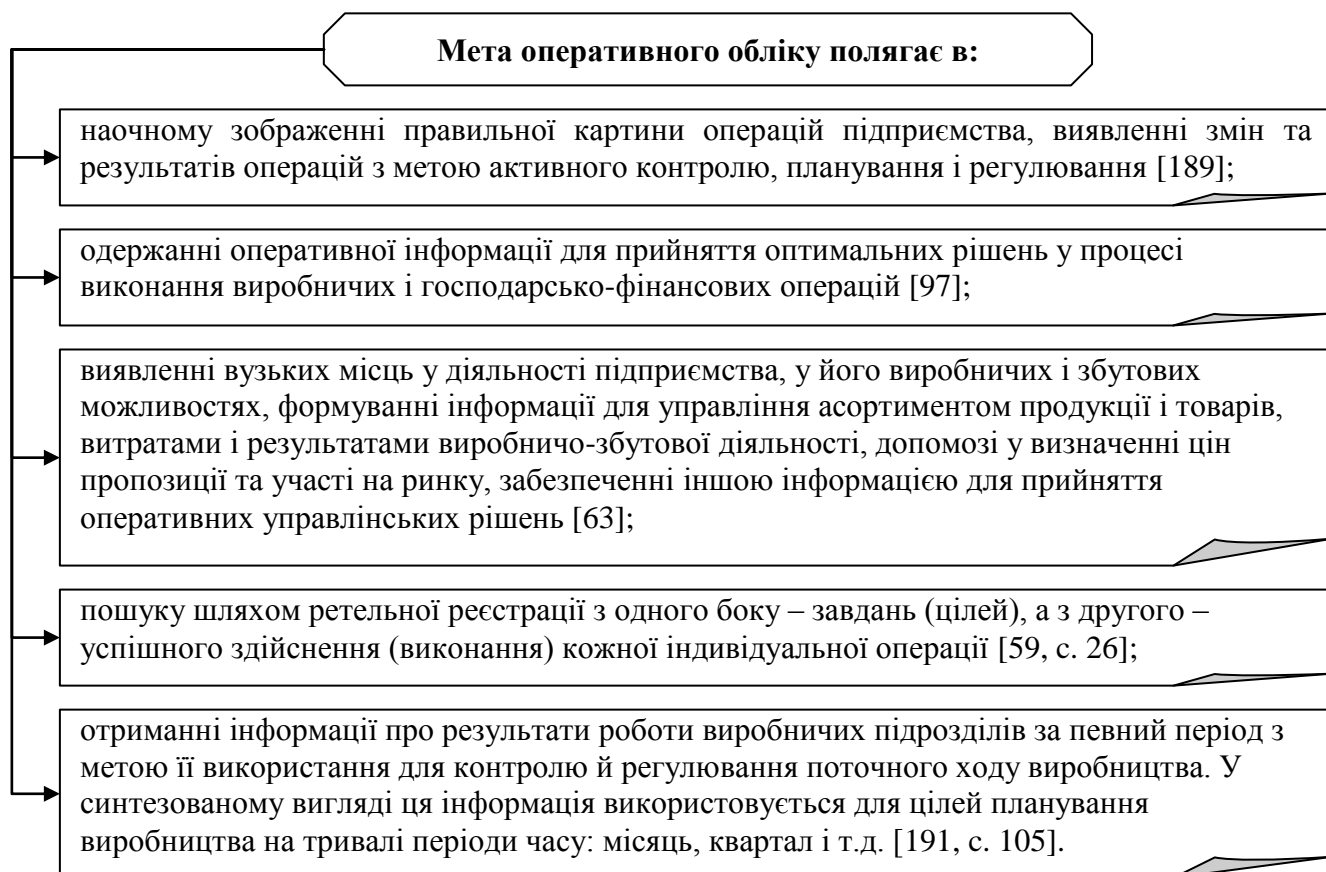 Мета оперативного обліку полягає в:
наочному зображенні правильної картини операцій підприємства, виявленні змін та
результатів операцій з метою активного контролю, планування і регулювання [189];
одержанні оперативної інформації для прийняття оптимальних рішень у процесі
виконання виробничих і господарсько-фінансових операцій [97];
виявленні вузьких місць у діяльності підприємства, у його виробничих і збутових
можливостях, формуванні інформації для управління асортиментом продукції і товарів,
витратами і результатами виробничо-збутової діяльності, допомозі у визначенні цін
пропозиції та участі на ринку, забезпеченні іншою інформацією для прийняття
оперативних управлінських рішень [63];
пошуку шляхом ретельної реєстрації з одного боку – завдань (цілей), а з другого –
успішного здійснення (виконання) кожної індивідуальної операції [59, с. 26];
отриманні інформації про результати роботи виробничих підрозділів за певний період з
метою її використання для контролю й регулювання поточного ходу виробництва. У
синтезованому вигляді ця інформація використовується для цілей планування
виробництва на тривалі періоди часу: місяць, квартал і т.д. [191, с. 105].